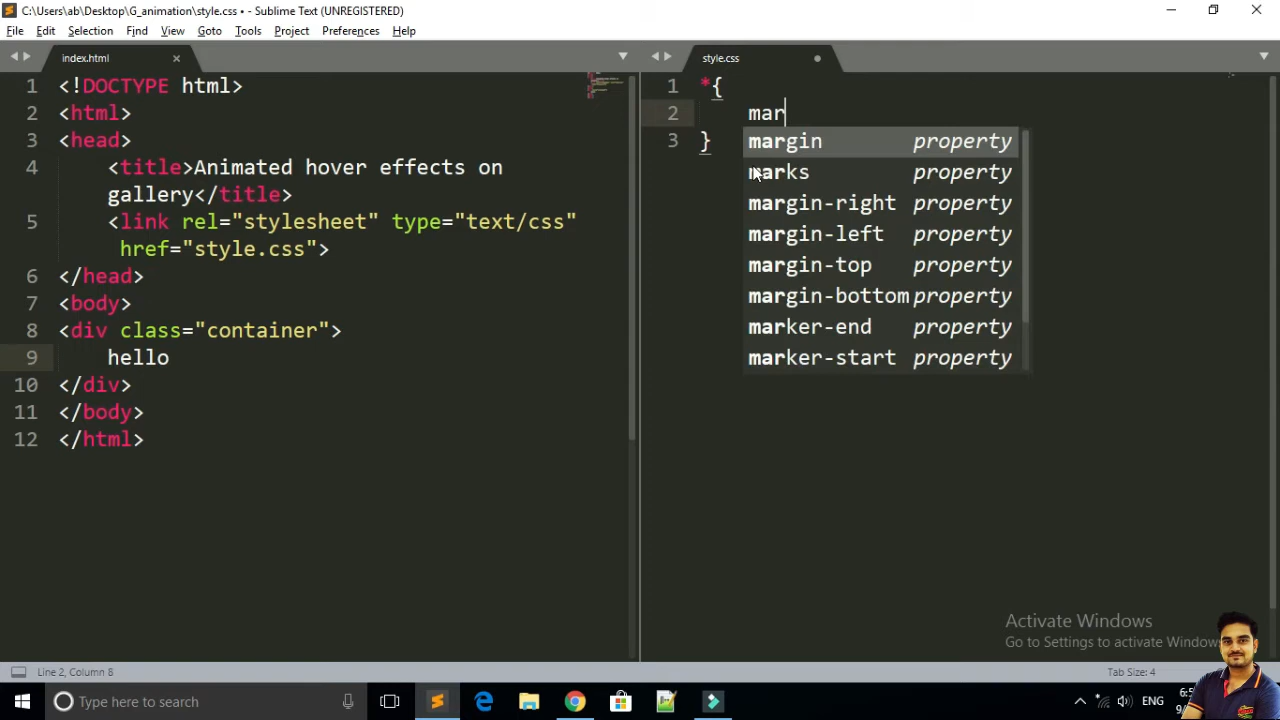 C:\Users\ab\Desktop\G_animation\style.css • - Sublime Text (UNREGISTERED)
File Edit Selection Find View Goto Tools Project Preferences Help
index.html
1 <!DOCTYPE html>
2 <html>
3 <head>
4 <title>Animated hover effects on
gallery</title>
5 <link rel="stylesheet" type="text/css"
href="style.css">
6 </head>
7 <body>
8 <div class="container">
9 hello
10 </div>
11 </body>
12 </html>
style.css
1 *{
2 mar
3 }
margin property
marks property
margin-right property
margin-left property
margin-top property
margin-bottom property
marker-end property
marker-start property
Activate Windows
Go to Settings to activate Windows
Line 2, Column 8
Tab Size: 4
Type here to search
ENG